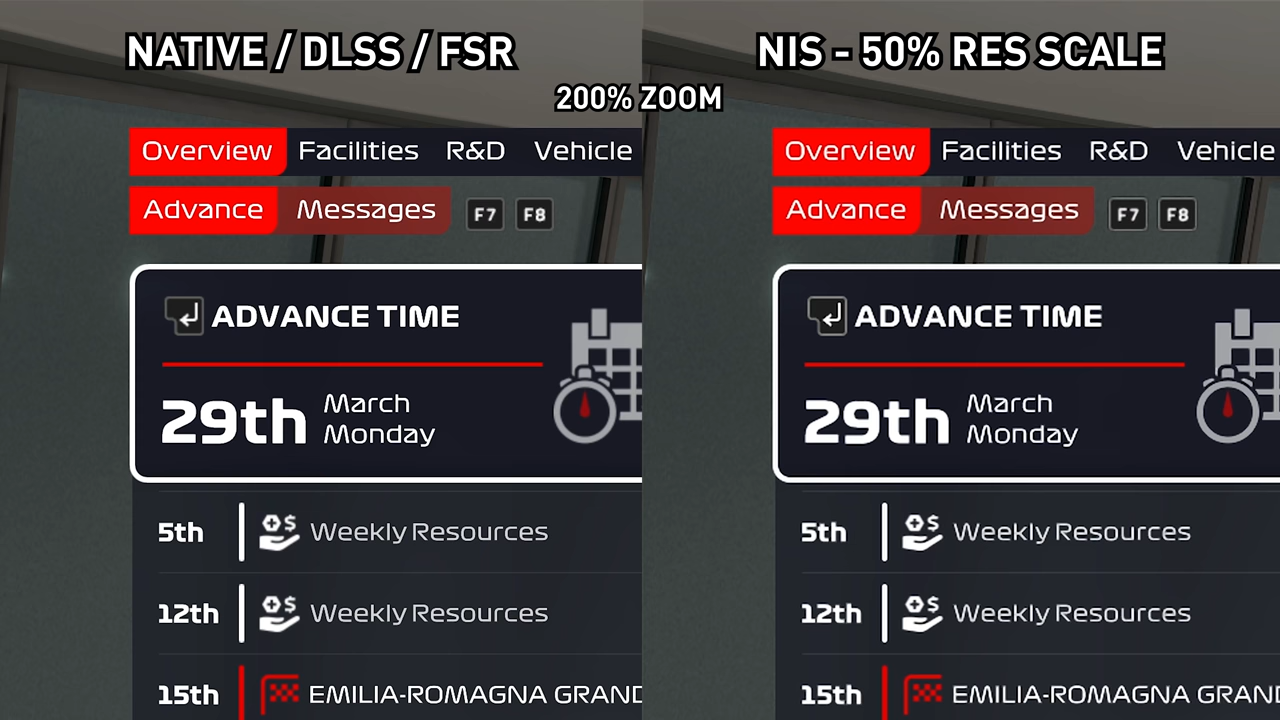 NATIVE / DLSS / FSR
NIS - 50% RES SCALE
200% ZOOM
Overview Facilities R&D Vehicle
Advance Messages F7 F8
ADVANCE TIME
29th March Monday
5th Weekly Resources
12th Weekly Resources
15th EMILIA-ROMAGNA GRAND
Overview Facilities R&D Vehicle
Advance Messages F7 F8
ADVANCE TIME
29th March Monday
5th Weekly Resources
12th Weekly Resources
15th EMILIA-ROMAGNA GRAN